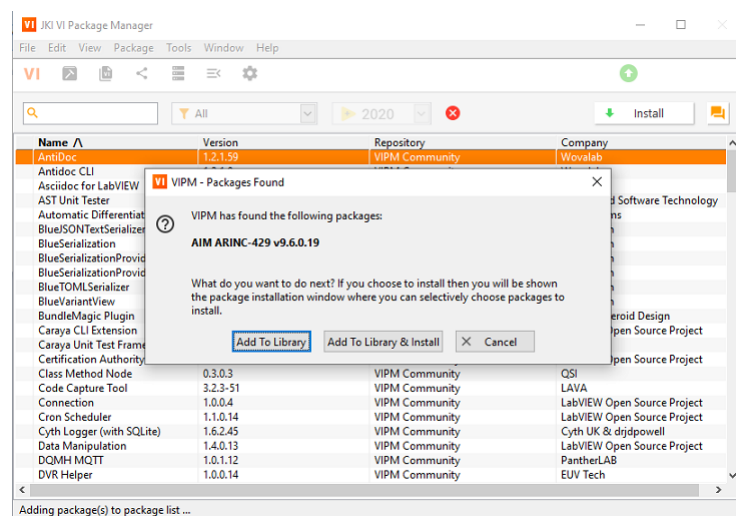 VI JKI VI Package Manager
File Edit View Package Tools Window Help
VI
All 2020 Install
Name /\ Version Repository Company
AntiDoc 1.2.1.59 VIPM Community Wovalab
Antidoc CLI
Asciidoc for LabVIEW
AST Unit Tester d Software Technology
Automatic Differentiat ms
BlueJSONTextSerializer
BlueSerialization
BlueSerializationProvid
BlueSerializationProvid
BlueTOMLSerializer
BlueVariantView
BundleMagic Plugin eroid Design
Caraya CLI Extension Open Source Project
Caraya Unit Test Frame
Certification Authority Open Source Project
VI VIPM - Packages Found
VIPM has found the following packages:
AIM ARINC-429 v9.6.0.19
What do you want to do next? If you choose to install then you will be shown
the package installation window where you can selectively choose packages to
install.
Add To Library Add To Library & Install Cancel
Class Method Node 0.3.0.3 VIPM Community QSI
Code Capture Tool 3.2.3-51 VIPM Community LAVA
Connection 1.0.0.4 VIPM Community LabVIEW Open Source Project
Cron Scheduler 1.1.0.14 VIPM Community LabVIEW Open Source Project
Cyth Logger (with SQLite) 1.6.2.45 VIPM Community Cyth UK & drjdpowell
Data Manipulation 1.4.0.13 VIPM Community LabVIEW Open Source Project
DQMH MQTT 1.0.1.12 VIPM Community PantherLAB
DVR Helper 1.0.0.14 VIPM Community EUV Tech
Adding package(s) to package list ...